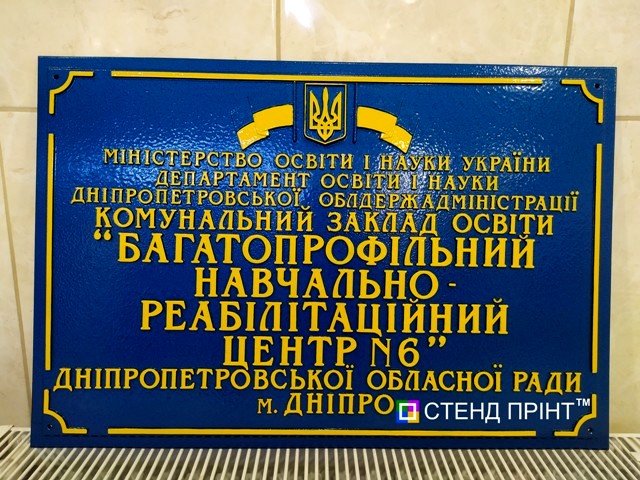 МІНІСТЕРСТВО ОСВІТИ І НАУКИ УКРАЇНИ
ДЕПАРТАМЕНТ ОСВІТИ І НАУКИ
ДНІПРОПЕТРОВСЬКОЇ ОБЛДЕРЖАДМІНІСТРАЦІЇ
КОМУНАЛЬНИЙ ЗАКЛАД ОСВІТИ
“БАГАТОПРОФІЛЬНИЙ
НАВЧАЛЬНО -
РЕАБІЛІТАЦІЙНИЙ
ЦЕНТР N6”
ДНІПРОПЕТРОВСЬКОЇ ОБЛАСНОЇ РАДИ
м. ДНІПРО
СТЕНД ПРІНТ™